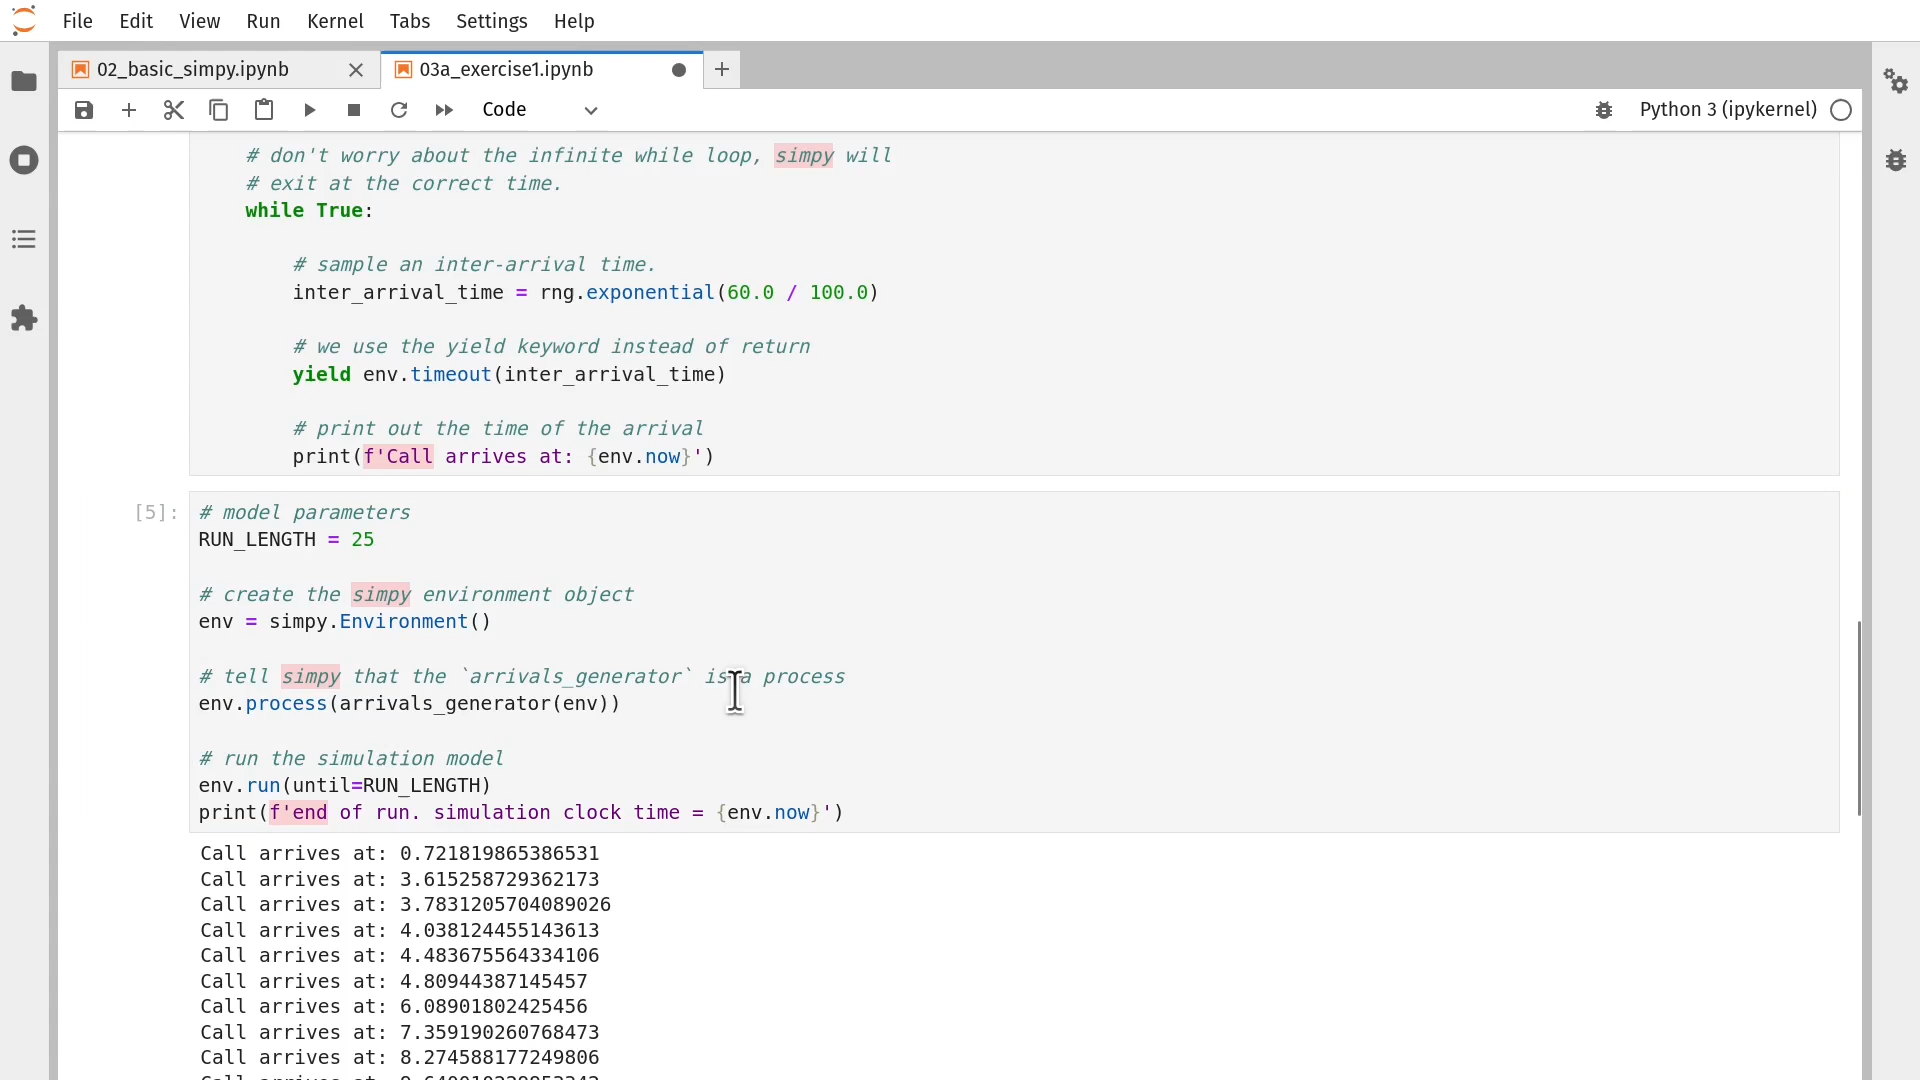 File Edit View Run Kernel Tabs Settings Help
02_basic_simpy.ipynb 03a_exercise1.ipynb
Code Python 3 (ipykernel)
# don't worry about the infinite while loop, simpy will
# exit at the correct time.
while True:
# sample an inter-arrival time.
inter_arrival_time = rng.exponential(60.0 / 100.0)
# we use the yield keyword instead of return
yield env.timeout(inter_arrival_time)
# print out the time of the arrival
print(f'Call arrives at: {env.now}')
[5]: # model parameters
RUN_LENGTH = 25
# create the simpy environment object
env = simpy.Environment()
# tell simpy that the `arrivals_generator` is a process
env.process(arrivals_generator(env))
# run the simulation model
env.run(until=RUN_LENGTH)
print(f'end of run. simulation clock time = {env.now}')
Call arrives at: 0.721819865386531
Call arrives at: 3.615258729362173
Call arrives at: 3.7831205704089026
Call arrives at: 4.038124455143613
Call arrives at: 4.483675564334106
Call arrives at: 4.80944387145457
Call arrives at: 6.08901802425456
Call arrives at: 7.359190260768473
Call arrives at: 8.274588177249806
Call arrives at: